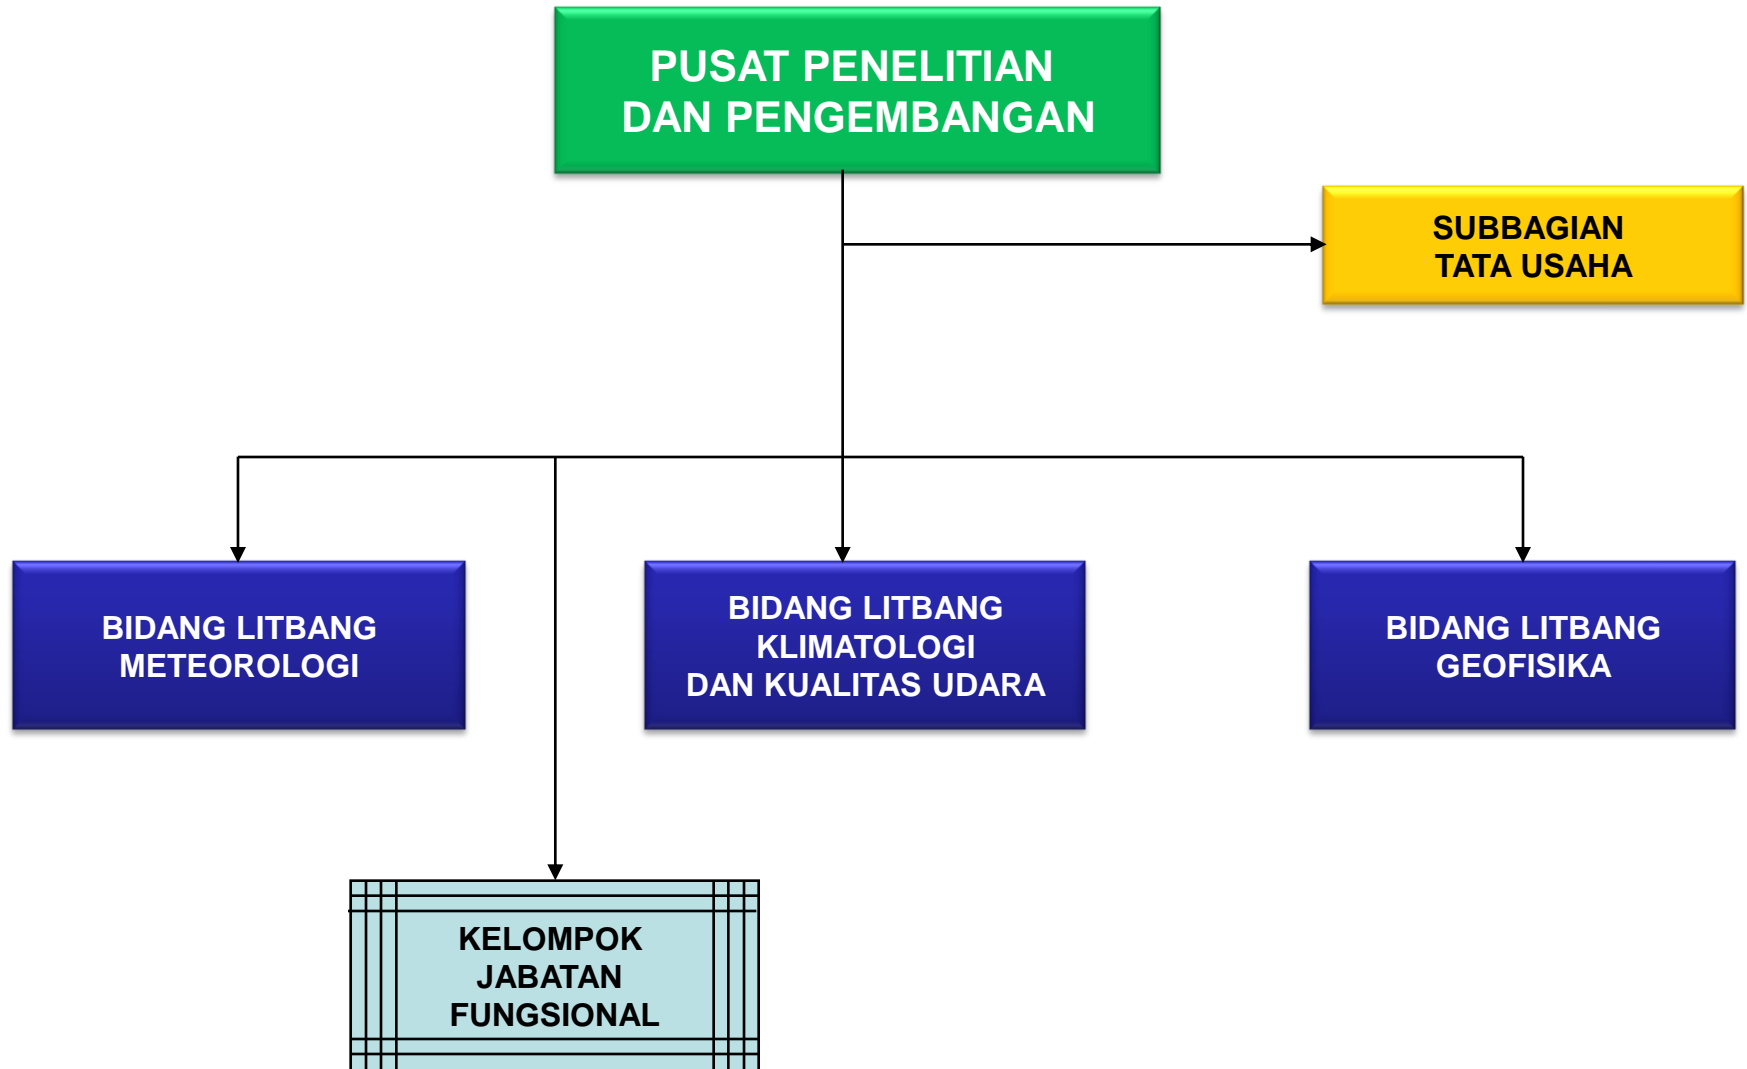 PUSAT PENELITIAN
DAN PENGEMBANGAN
SUBBAGIAN
TATA USAHA
BIDANG LITBANG
METEOROLOGI
BIDANG LITBANG
KLIMATOLOGI
DAN KUALITAS UDARA
BIDANG LITBANG
GEOFISIKA
KELOMPOK
JABATAN
FUNGSIONAL